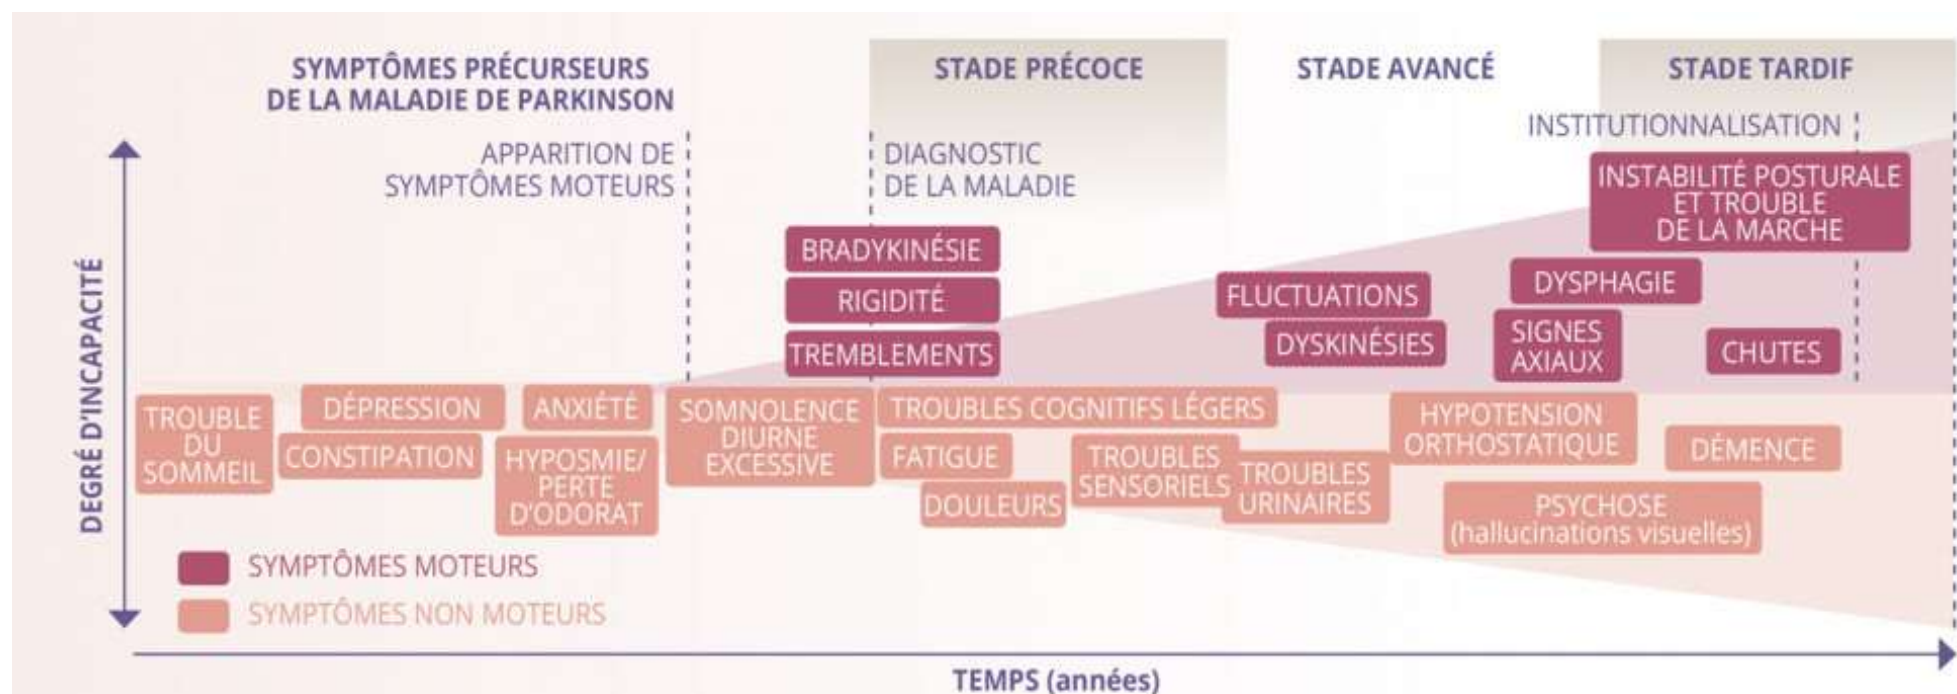 SYMPTÔMES PRÉCURSEURS
DE LA MALADIE DE PARKINSON
STADE PRÉCOCE
STADE AVANCÉ
STADE TARDIF
INSTITUTIONNALISATION
APPARITION DE
SYMPTÔMES MOTEURS
DIAGNOSTIC
DE LA MALADIE
INSTABILITÉ POSTURALE
ET TROUBLE
DE LA MARCHE
BRADYKINÉSIE
RIGIDITÉ
TREMBLEMENTS
FLUCTUATIONS
DYSKINÉSIES
DYSPHAGIE
SIGNES
AXIAUX
CHUTES
DEGRÉ D'INCAPACITÉ
TROUBLE
DU
SOMMEIL
DÉPRESSION
CONSTIPATION
ANXIÉTÉ
HYPOSMIE/
PERTE
D'ODORAT
SOMNOLENCE
DIURNE
EXCESSIVE
TROUBLES COGNITIFS LÉGERS
FATIGUE
DOULEURS
TROUBLES
SENSORIELS
TROUBLES
URINAIRES
HYPOTENSION
ORTHOSTATIQUE
DÉMENCE
PSYCHOSE
(hallucinations visuelles)
SYMPTÔMES MOTEURS
SYMPTÔMES NON MOTEURS
TEMPS (années)